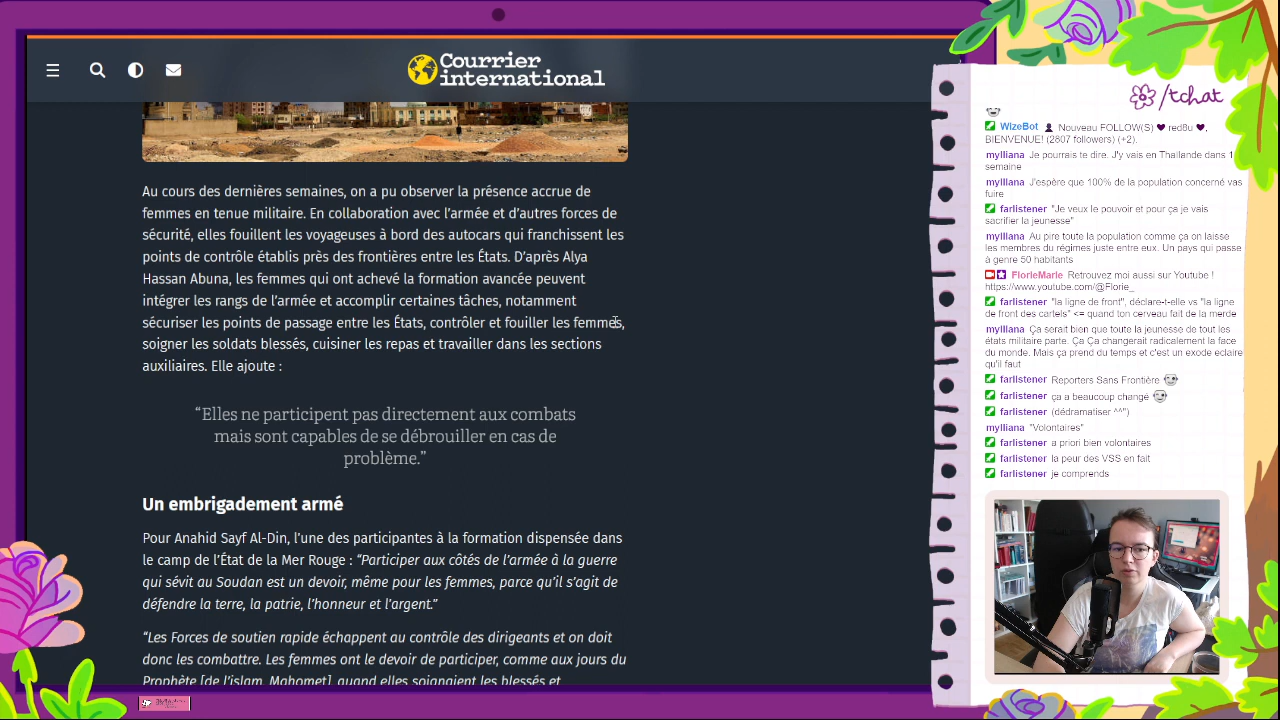 Courrier
international
Au cours des dernières semaines, on a pu observer la présence accrue de
femmes en tenue militaire. En collaboration avec l'armée et d'autres forces de
sécurité, elles fouillent les voyageuses à bord des autocars qui franchissent les
points de contrôle établis près des frontières entre les États. D'après Alya
Hassan Abuna, les femmes qui ont achevé la formation avancée peuvent
intégrer les rangs de l'armée et accomplir certaines tâches, notamment
sécuriser les points de passage entre les États, contrôler et fouiller les femmes,
soigner les soldats blessés, cuisiner les repas et travailler dans les sections
auxiliaires. Elle ajoute :
“Elles ne participent pas directement aux combats
mais sont capables de se débrouiller en cas de
problème.”
Un embrigadement armé
Pour Anahid Sayf Al-Din, l'une des participantes à la formation dispensée dans
le camp de l'État de la Mer Rouge : “Participer aux côtés de l'armée à la guerre
qui sévit au Soudan est un devoir, même pour les femmes, parce qu'il s'agit de
défendre la terre, la patrie, l'honneur et l'argent.”
“Les Forces de soutien rapide échappent au contrôle des dirigeants et on doit
donc les combattre. Les femmes ont le devoir de participer, comme aux jours du
Prophète [de l'islam, Mahomet], quand elles soignaient les blessés et
/tchat
WizeBot Nouveau FOLLOW(S) ♥ red8u ♥,
BIENVENUE! (2807 followers) (+2).
mylliana Je pourrais te dire. J'y vais en Thaïlande dans 1
semaine
mylliana J'espère que 100% de la population concerné vas
fuire
farlistener "Je veux le pouvoir et pour ça je vais
sacrifier la jeunesse"
mylliana Au pire toute la population comme ça on laisse
les membres du régimes juste entre eux. Un pays qui passe
à genre 50 habitants
FlorieMarie Retrouvez moi aussi sur Youtube !
https://www.youtube.com/@Florie_
farlistener "la ligne de front", déclare-t-elle vs "la ligne
de front des cartels" <= quand ton cerveau fait de la merde
mylliana Ça serait bien que toute la jeunesse de tout les
états militaire parte. Ça Ça changerait radicalement la face
du monde. Mais ça prend du temps et c'est un exode eclaire
qu'il faut
farlistener Reporters Sans Frontière
farlistener ça a beaucoup changé
farlistener (dédramatiser ^^")
mylliana "Volontaires"
farlistener a priori bien volontaires
farlistener la peur des VSS en fait
farlistener je comprends